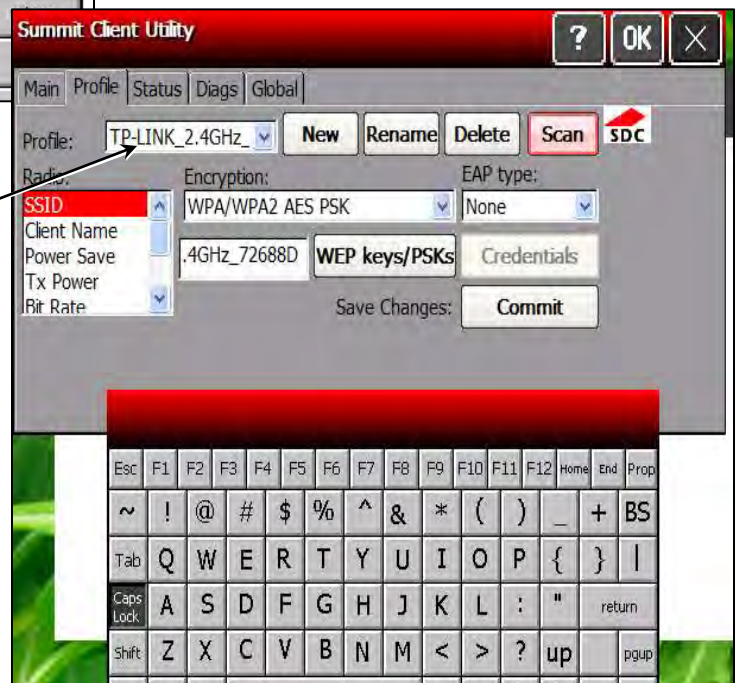 Summit Client Utility ? OK X
Main Profile Status Diags Global
Profile: TP-LINK_2.4GHz_ New Rename Delete Scan SDC
Radio: Encryption: EAP type:
SSID WPA/WPA2 AES PSK None
Client Name
Power Save .4GHz_72688D WEP keys/PSKs Credentials
Tx Power
Bit Rate Save Changes: Commit
Esc F1 F2 F3 F4 F5 F6 F7 F8 F9 F10 F11 F12 Home End Prop
~ ! @ # $ % ^ & * ( ) _ + BS
Tab Q W E R T Y U I O P { } |
Caps Lock A S D F G H J K L : " return
Shift Z X C V B N M < > ? up pgup